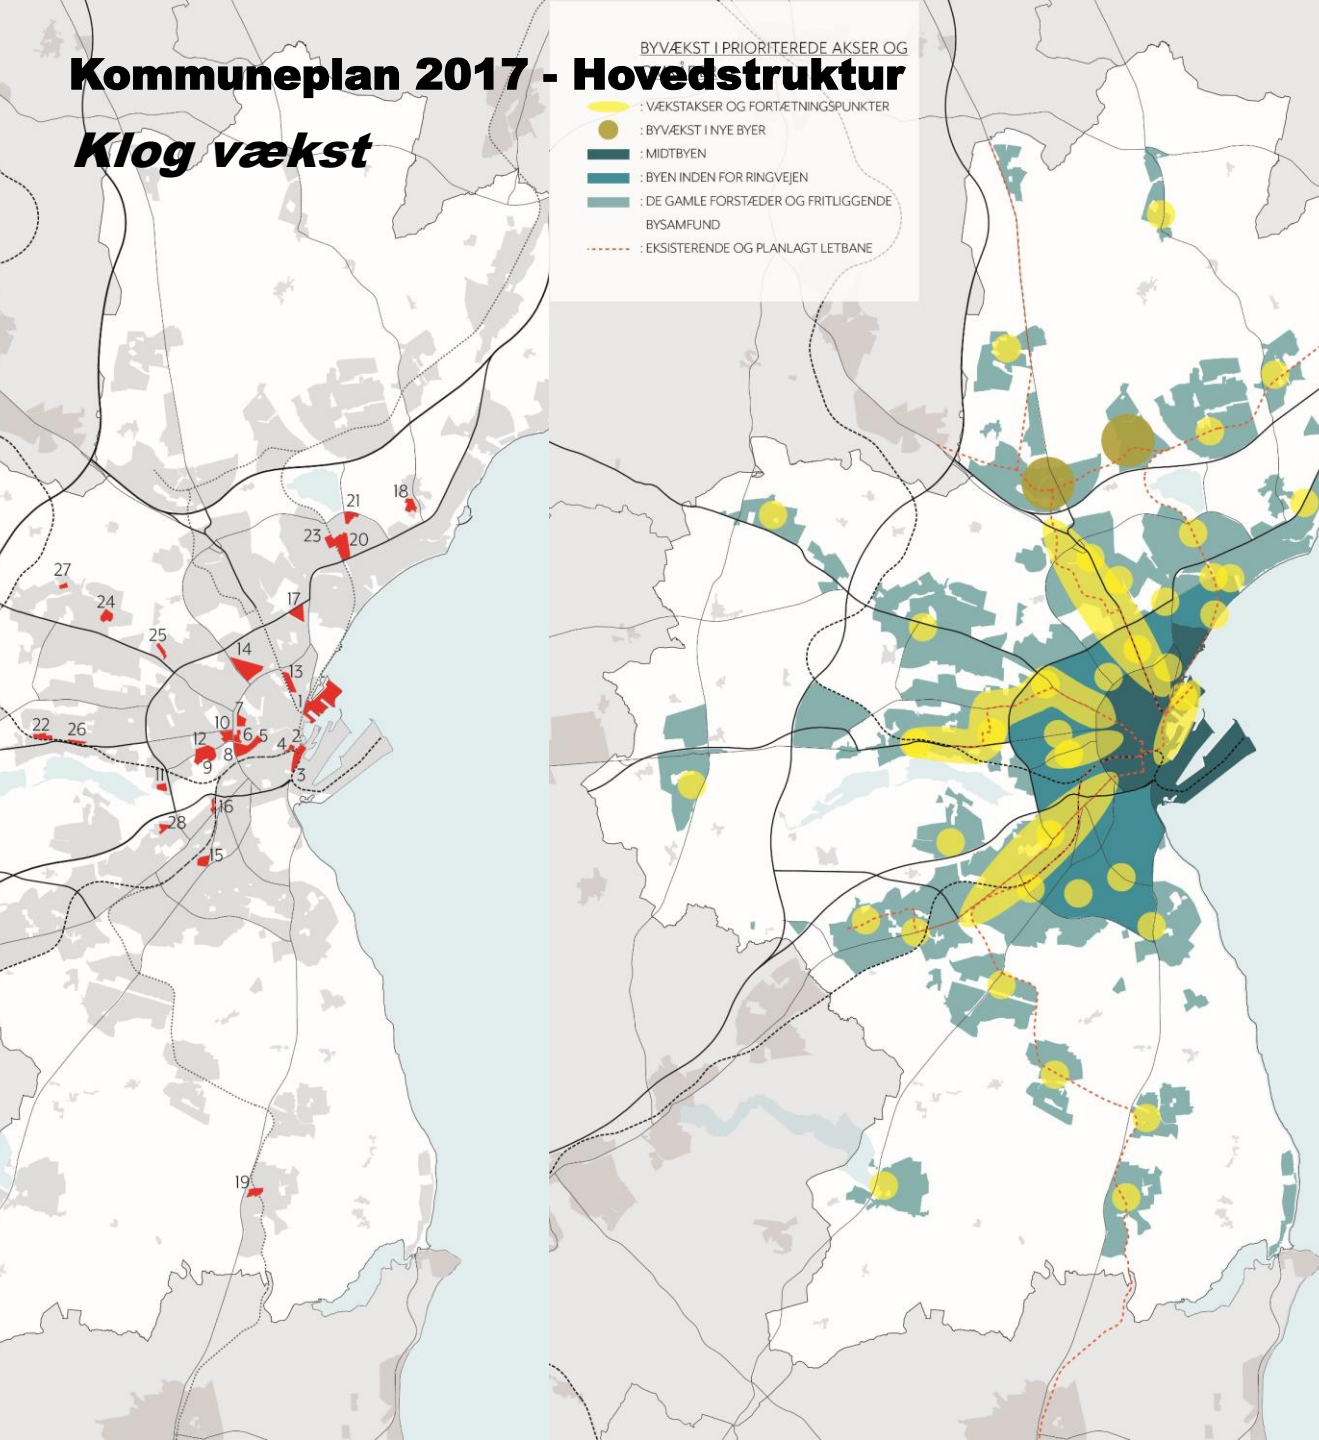 BYVÆKST I PRIORITEREDE AKSER OG
Kommuneplan 2017 - Hovedstruktur
: VÆKSTAKSER OG FORTÆTNINGSPUNKTER
Klog vækst
: BYVÆKST I NYE BYER
: MIDTBYEN
: BYEN INDEN FOR RINGVEJEN
: DE GAMLE FORSTÆDER OG FRITLIGGENDE
BYSAMFUND
: EKSISTERENDE OG PLANLAGT LETBANE
18
21
23
20
27
24
17
25
14
13
1
7
10
22
26
12
6
5
4
2
8
9
3
11
16
28
15
19